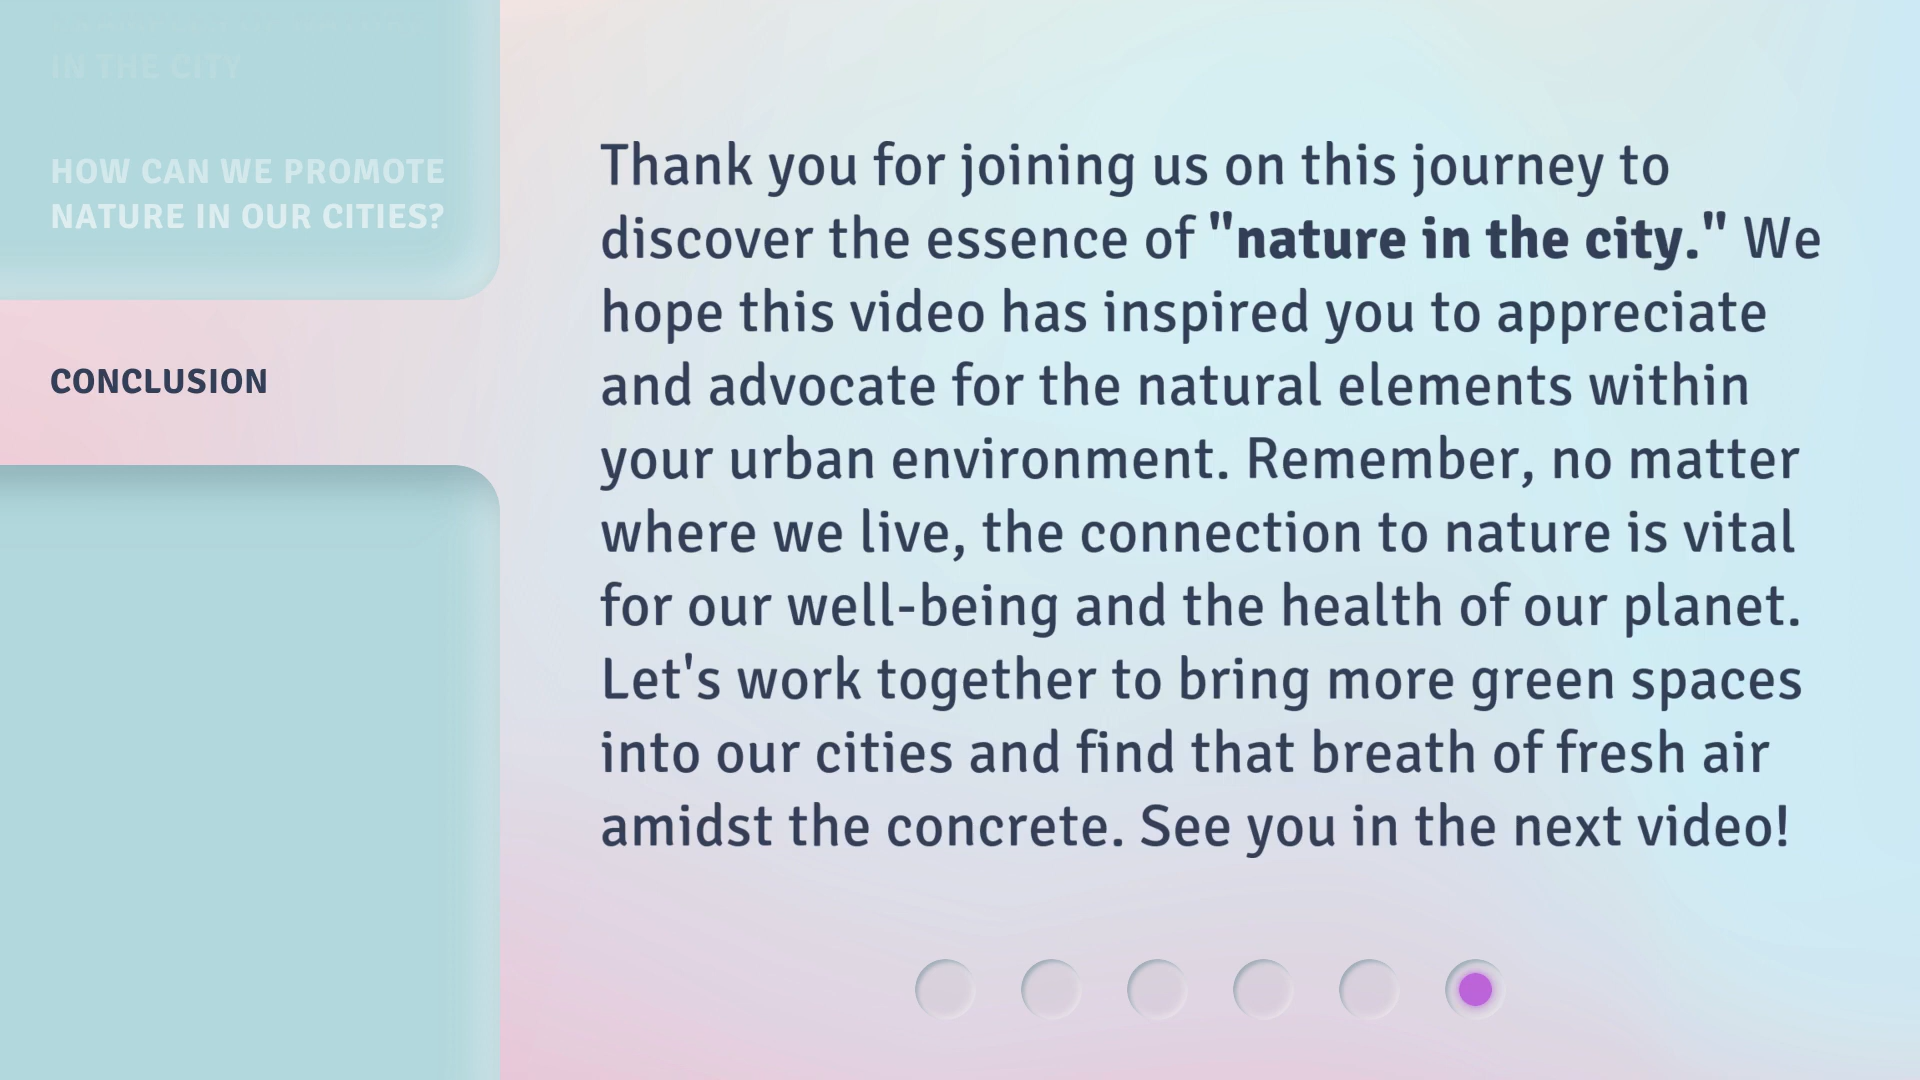 IN THE CITY
HOW CAN WE PROMOTE
NATURE IN OUR CITIES?
CONCLUSION
Thank you for joining us on this journey to
discover the essence of "nature in the city." We
hope this video has inspired you to appreciate
and advocate for the natural elements within
your urban environment. Remember, no matter
where we live, the connection to nature is vital
for our well-being and the health of our planet.
Let's work together to bring more green spaces
into our cities and find that breath of fresh air
amidst the concrete. See you in the next video!